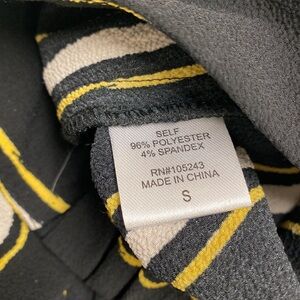 SELF
96% POLYESTER
4% SPANDEX
RN#105243
MADE IN CHINA
S